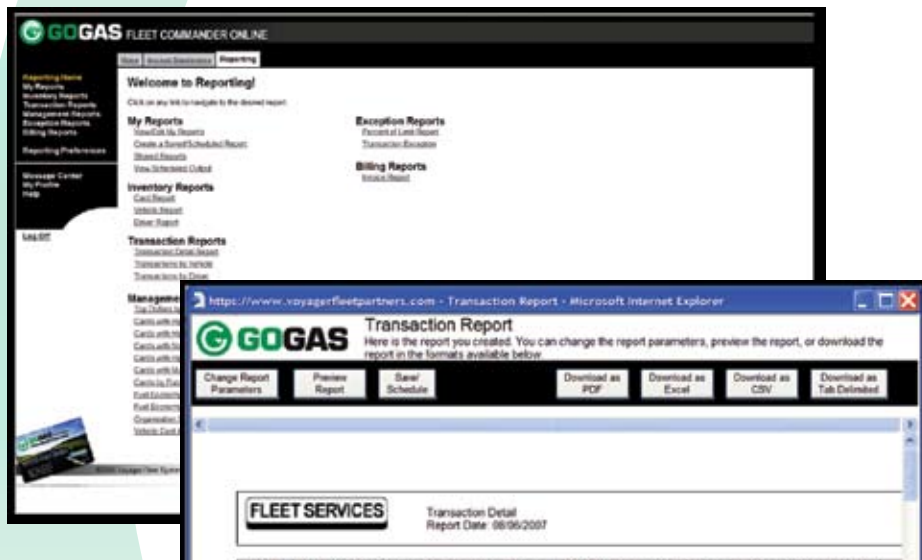 GOGAS FLEET COMMANDER ONLINE
Home Account Maintenance Reporting
Reporting Home
My Reports
Inventory Reports
Transaction Reports
Management Reports
Exception Reports
Billing Reports
Reporting Preferences
Message Center
My Profile
Help
Log Off
Welcome to Reporting!
Click on any link to navigate to the desired report.
My Reports
View/Edit My Reports
Create a Saved/Scheduled Report
Shared Reports
View Scheduled Output
Inventory Reports
Card Report
Vehicle Report
Driver Report
Transaction Reports
Transaction Detail Report
Transactions by Vehicle
Transactions by Driver
Exception Reports
Percent of Limit Report
Transaction Exception
Billing Reports
Invoice Report
https://www.voyagerfleetpartners.com - Transaction Report - Microsoft Internet Explorer
GOGAS
Transaction Report
Here is the report you created. You can change the report parameters, preview the report, or download the
report in the formats available below.
Change Report Parameters
Preview Report
Save/ Schedule
Download as PDF
Download as Excel
Download as CSV
Download as Tab Delimited
FLEET SERVICES
Transaction Detail
Report Date: 08/06/2007